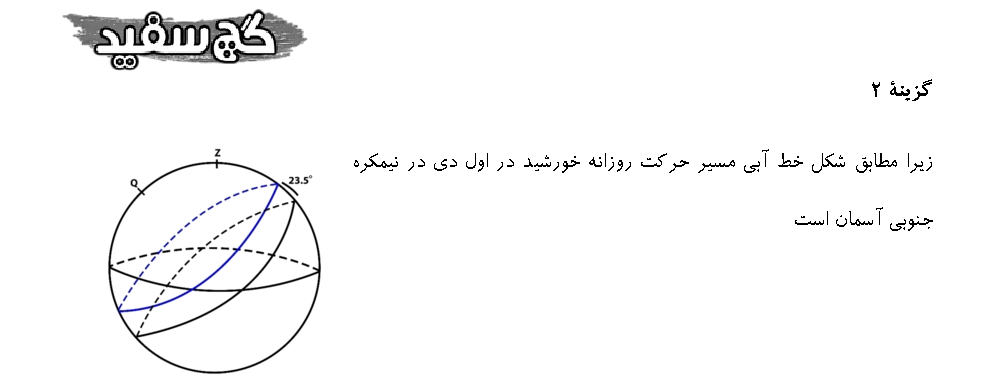 گچ سفید
گزینهٔ ۲
زیرا مطابق شکل خط آبی مسیر حرکت روزانه خورشید در اول دی در نیمکره
جنوبی آسمان است
Z
Q
23.5°